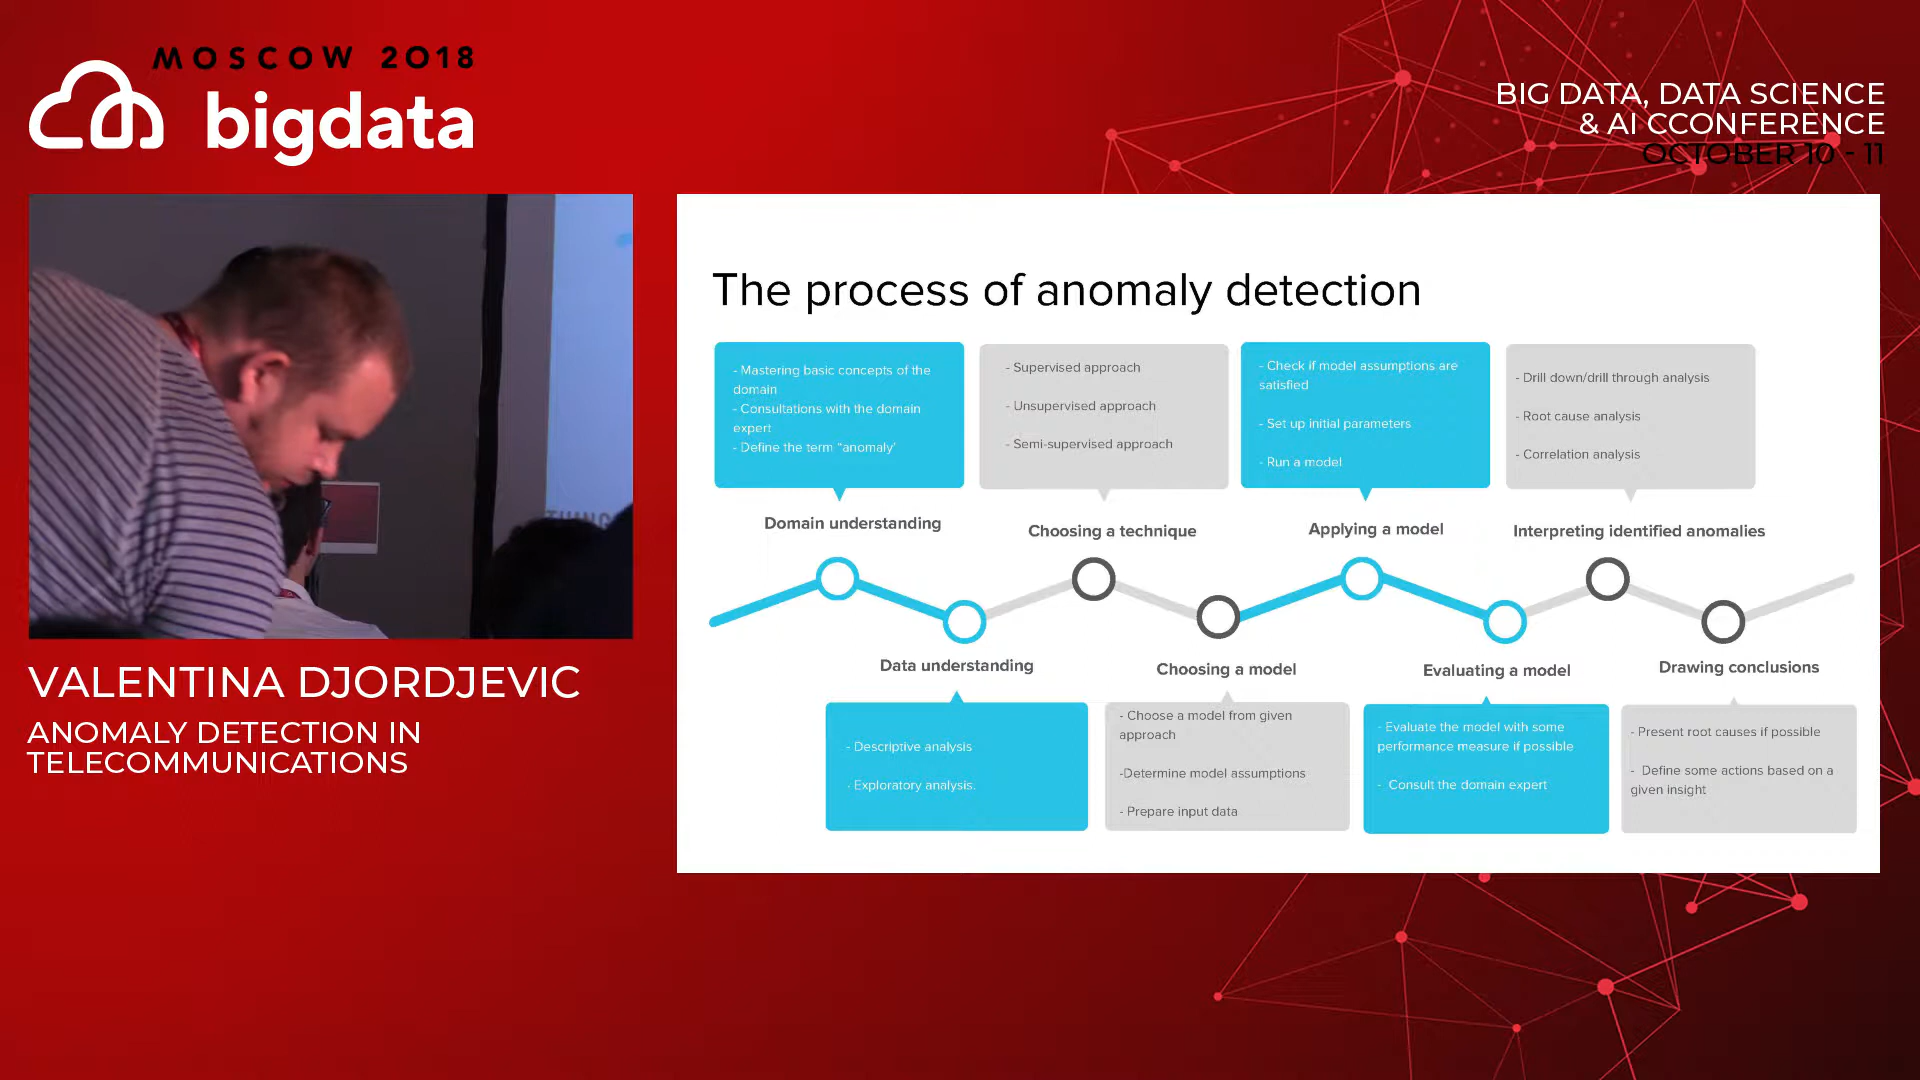 MOSCOW 2018
bigdata
BIG DATA, DATA SCIENCE
& AI CCONFERENCE
OCTOBER 10 - 11
VALENTINA DJORDJEVIC
ANOMALY DETECTION IN
TELECOMMUNICATIONS
The process of anomaly detection
- Mastering basic concepts of the
domain
- Consultations with the domain
expert
- Define the term "anomaly'
Domain understanding
- Supervised approach
- Unsupervised approach
- Semi-supervised approach
Choosing a technique
- Check if model assumptions are
satisfied
- Set up initial parameters
- Run a model
Applying a model
- Drill down/drill through analysis
- Root cause analysis
- Correlation analysis
Interpreting identified anomalies
Data understanding
- Descriptive analysis
- Exploratory analysis.
Choosing a model
- Choose a model from given
approach
-Determine model assumptions
- Prepare input data
Evaluating a model
- Evaluate the model with some
performance measure if possible
- Consult the domain expert
Drawing conclusions
- Present root causes if possible
- Define some actions based on a
given insight